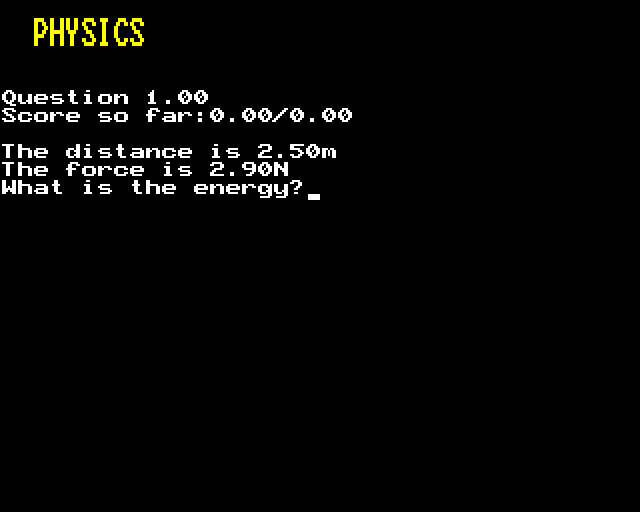 PHYSICS
Question 1.00
Score so far:0.00/0.00
The distance is 2.50m
The force is 2.90N
What is the energy?_